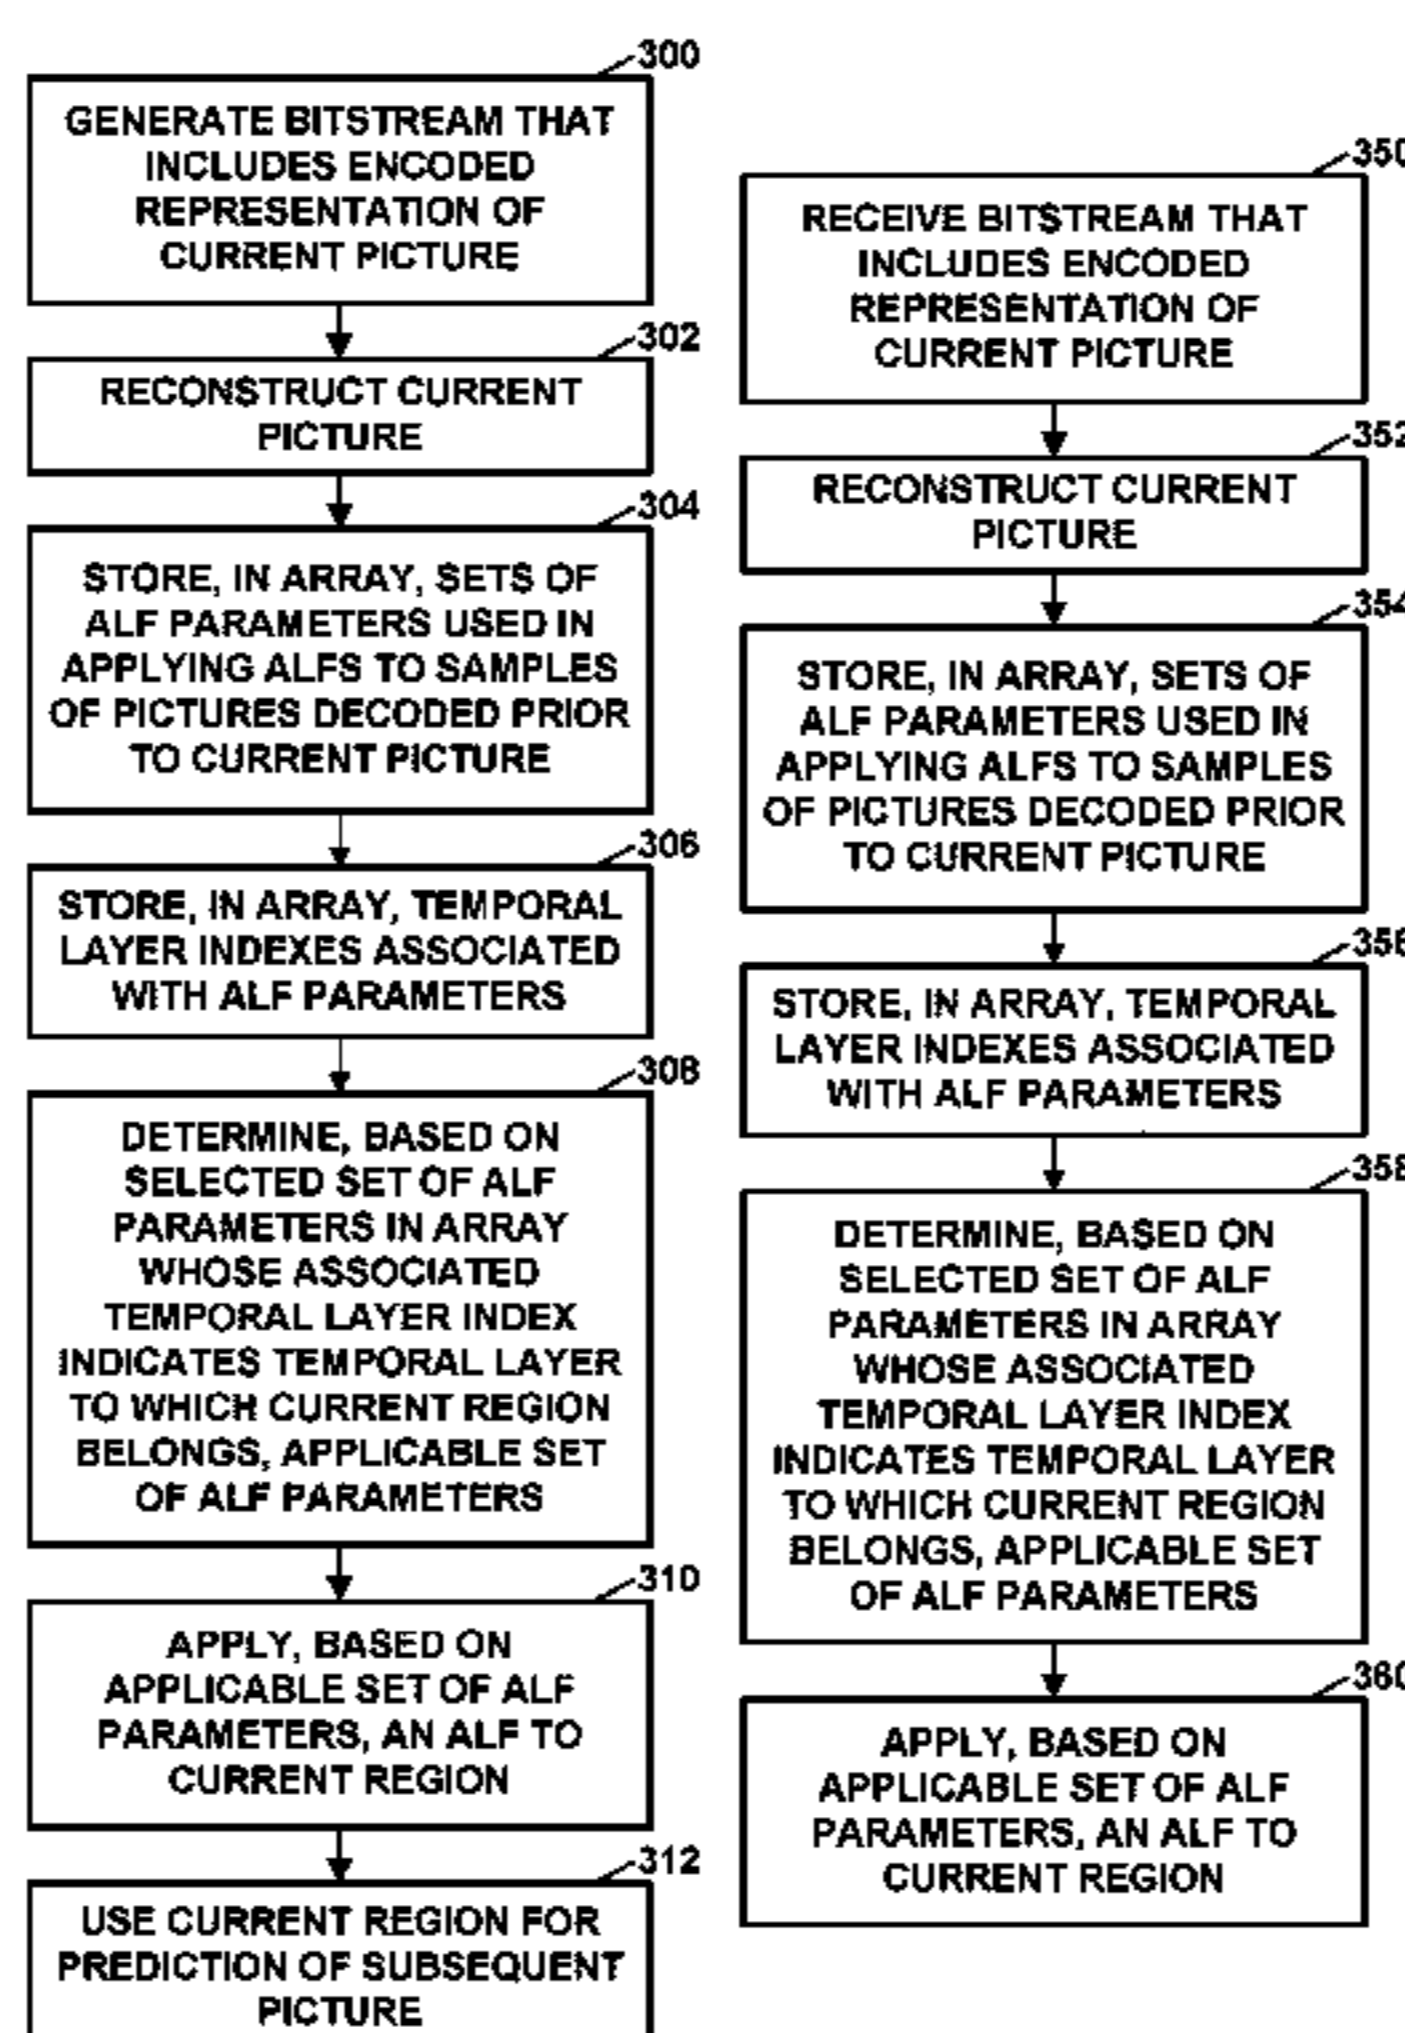 300
GENERATE BITSTREAM THAT
INCLUDES ENCODED
REPRESENTATION OF
CURRENT PICTURE
302
RECONSTRUCT CURRENT
PICTURE
304
STORE, IN ARRAY, SETS OF
ALF PARAMETERS USED IN
APPLYING ALFS TO SAMPLES
OF PICTURES DECODED PRIOR
TO CURRENT PICTURE
306
STORE, IN ARRAY, TEMPORAL
LAYER INDEXES ASSOCIATED
WITH ALF PARAMETERS
308
DETERMINE, BASED ON
SELECTED SET OF ALF
PARAMETERS IN ARRAY
WHOSE ASSOCIATED
TEMPORAL LAYER INDEX
INDICATES TEMPORAL LAYER
TO WHICH CURRENT REGION
BELONGS, APPLICABLE SET
OF ALF PARAMETERS
310
APPLY, BASED ON
APPLICABLE SET OF ALF
PARAMETERS, AN ALF TO
CURRENT REGION
312
USE CURRENT REGION FOR
PREDICTION OF SUBSEQUENT
PICTURE
350
RECEIVE BITSTREAM THAT
INCLUDES ENCODED
REPRESENTATION OF
CURRENT PICTURE
352
RECONSTRUCT CURRENT
PICTURE
354
STORE, IN ARRAY, SETS OF
ALF PARAMETERS USED IN
APPLYING ALFS TO SAMPLES
OF PICTURES DECODED PRIOR
TO CURRENT PICTURE
356
STORE, IN ARRAY, TEMPORAL
LAYER INDEXES ASSOCIATED
WITH ALF PARAMETERS
358
DETERMINE, BASED ON
SELECTED SET OF ALF
PARAMETERS IN ARRAY
WHOSE ASSOCIATED
TEMPORAL LAYER INDEX
INDICATES TEMPORAL LAYER
TO WHICH CURRENT REGION
BELONGS, APPLICABLE SET
OF ALF PARAMETERS
360
APPLY, BASED ON
APPLICABLE SET OF ALF
PARAMETERS, AN ALF TO
CURRENT REGION